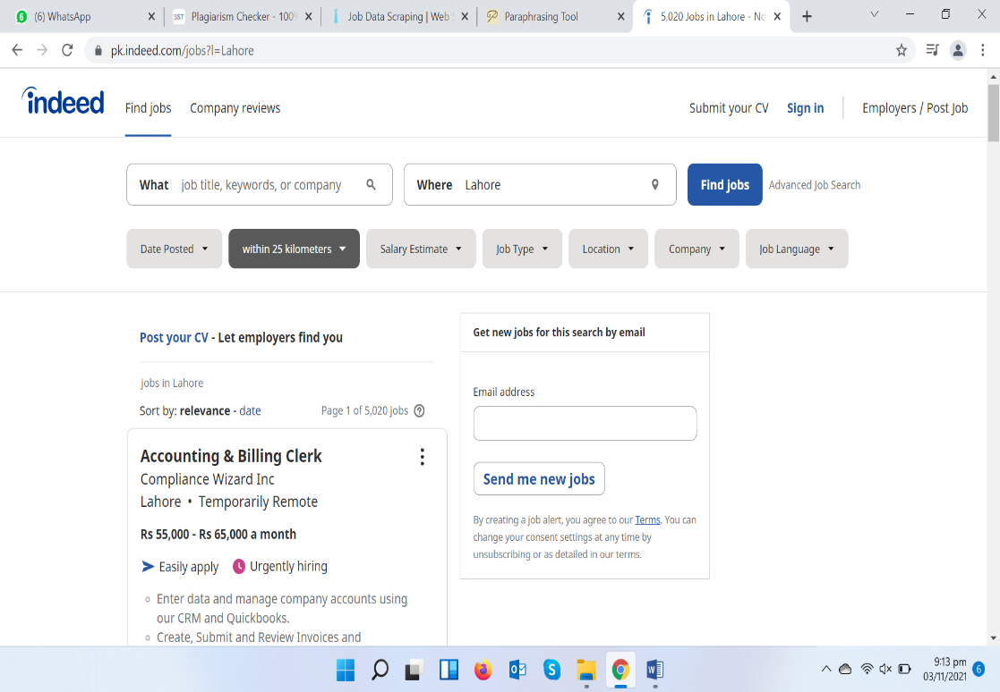 6 (6) WhatsApp
SST Plagiarism Checker - 100%
Job Data Scraping | Web S
Paraphrasing Tool
5,020 Jobs in Lahore - No
pk.indeed.com/jobs?l=Lahore
indeed
Find jobs
Company reviews
Submit your CV
Sign in
Employers / Post Job
What job title, keywords, or company
Where Lahore
Find jobs
Advanced Job Search
Date Posted
within 25 kilometers
Salary Estimate
Job Type
Location
Company
Job Language
Post your CV - Let employers find you
jobs in Lahore
Sort by: relevance - date
Page 1 of 5,020 jobs ?
Accounting & Billing Clerk
Compliance Wizard Inc
Lahore • Temporarily Remote
Rs 55,000 - Rs 65,000 a month
Easily apply
Urgently hiring
Enter data and manage company accounts using
our CRM and Quickbooks.
Create, Submit and Review Invoices and
Get new jobs for this search by email
Email address
Send me new jobs
By creating a job alert, you agree to our Terms. You can
change your consent settings at any time by
unsubscribing or as detailed in our terms.
9:13 pm
03/11/2021
6